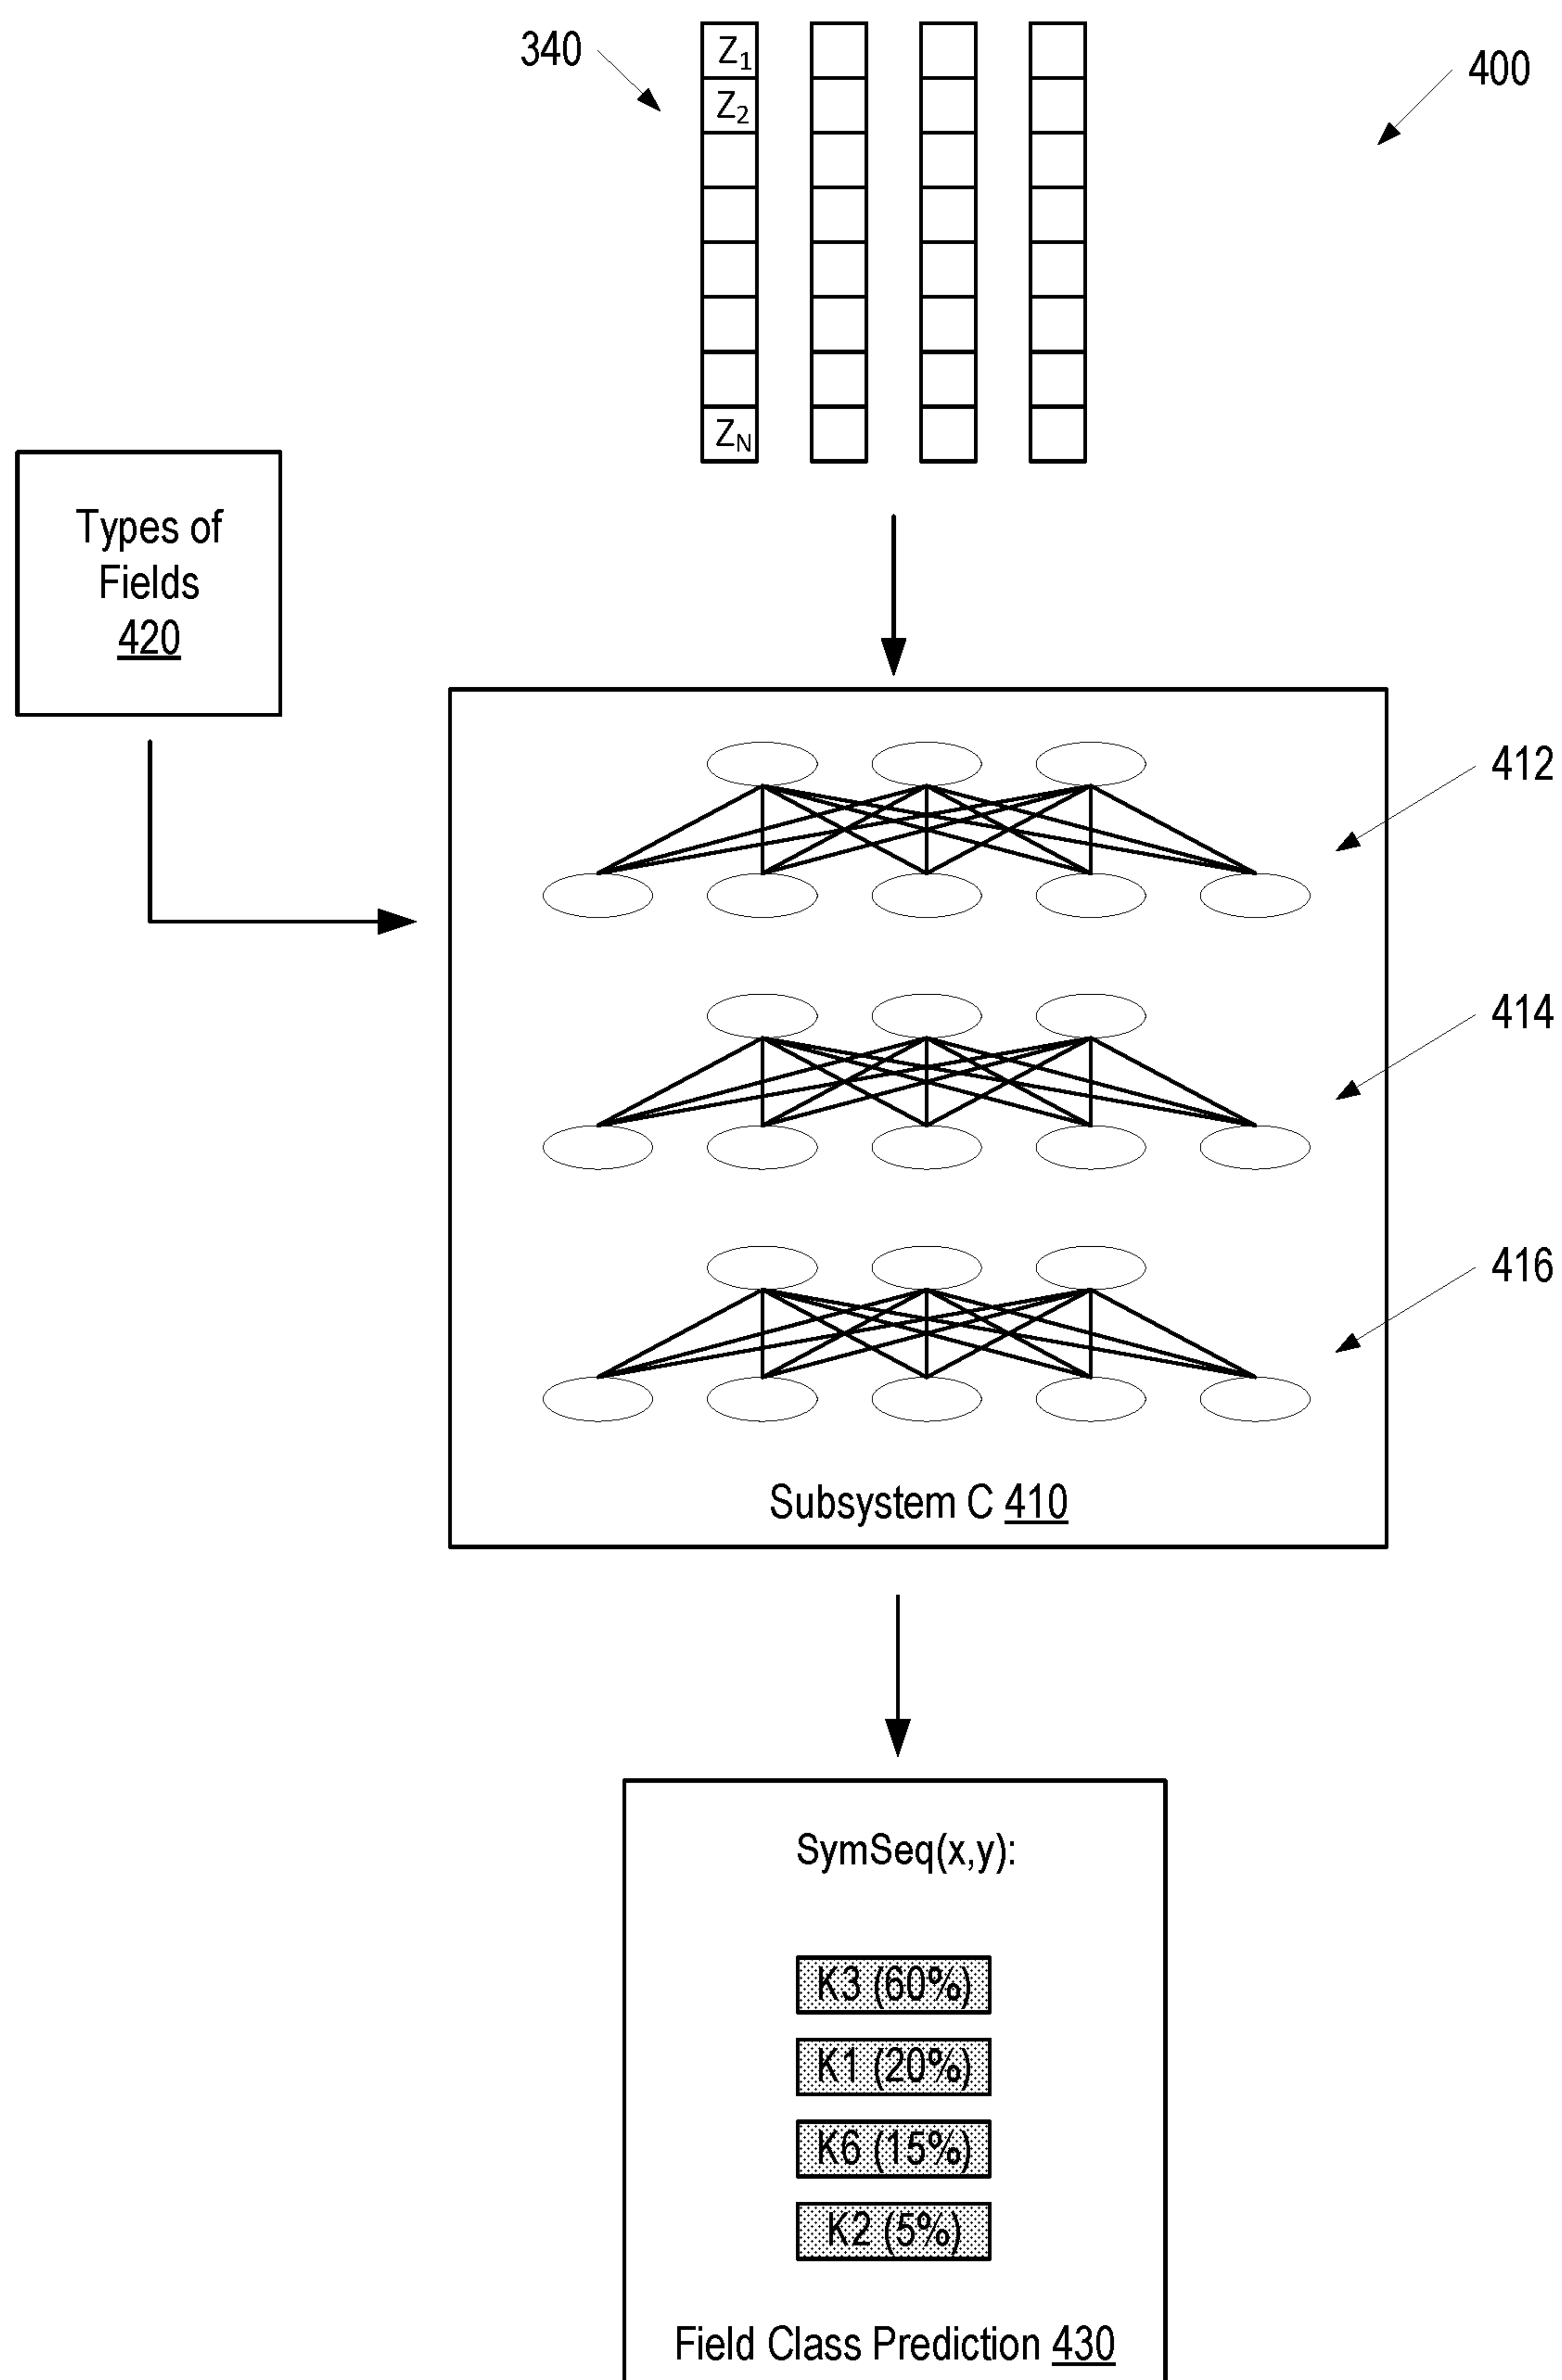 340
400
Z1
Z2
ZN
Types of
Fields
420
412
414
416
Subsystem C 410
SymSeq(x,y):
K3 (60%)
K1 (20%)
K6 (15%)
K2 (5%)
Field Class Prediction 430